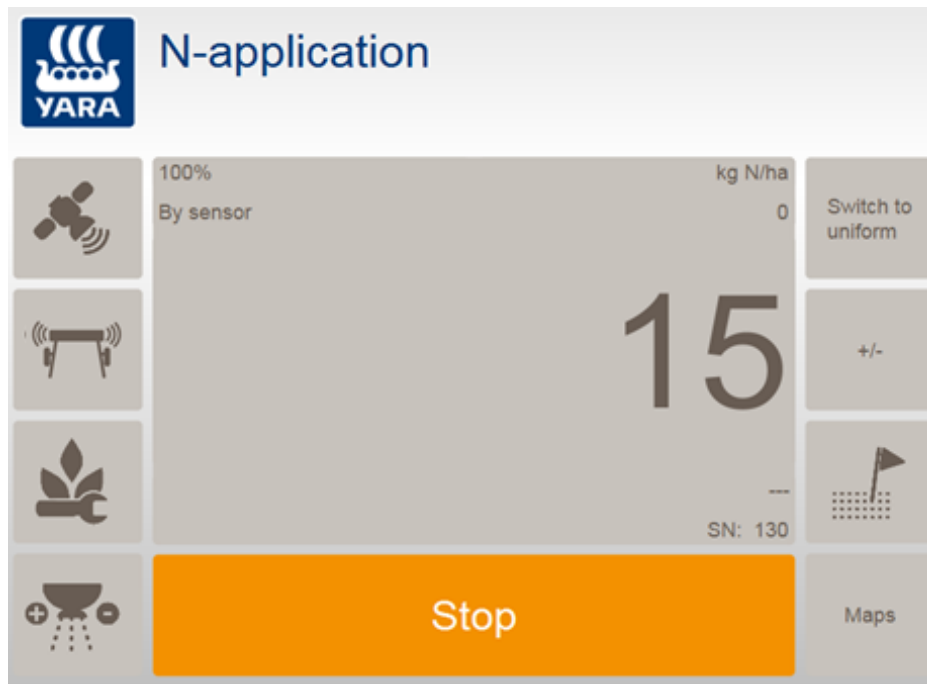 YARA
N-application
100%
kg N/ha
By sensor
0
Switch to
uniform
15
+/-
---
SN: 130
Stop
Maps